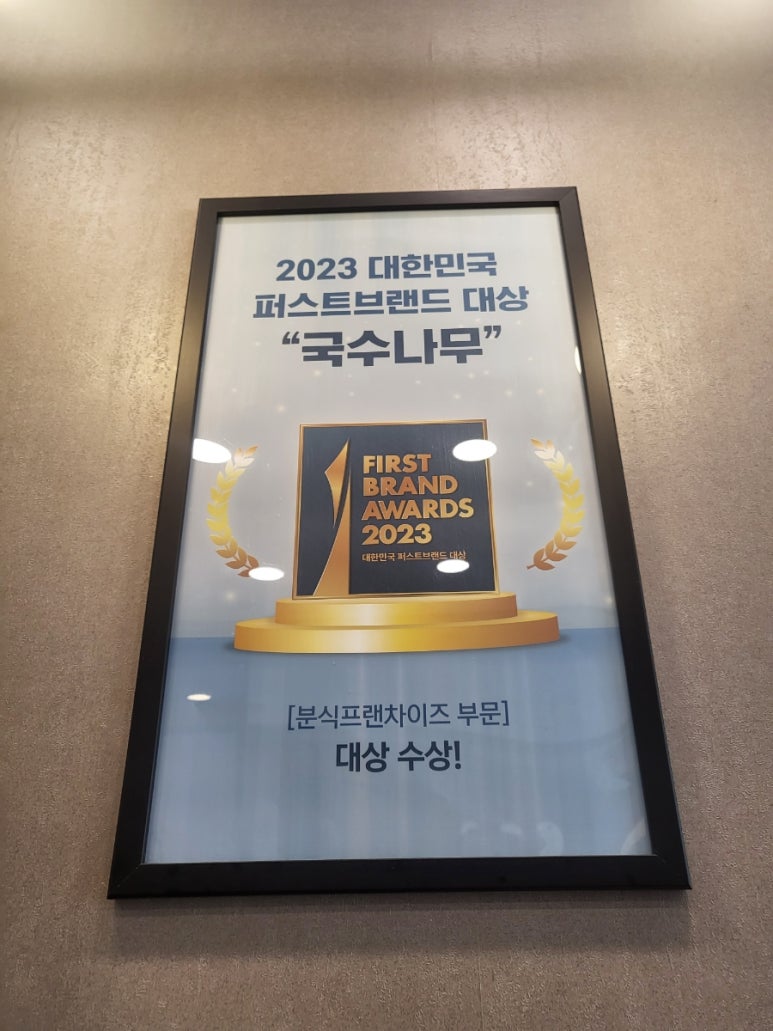 2023 대한민국
퍼스트브랜드 대상
“국수나무”
FIRST
BRAND
AWARDS
2023
대한민국 퍼스트브랜드 대상
[분식프랜차이즈 부문]
대상 수상!